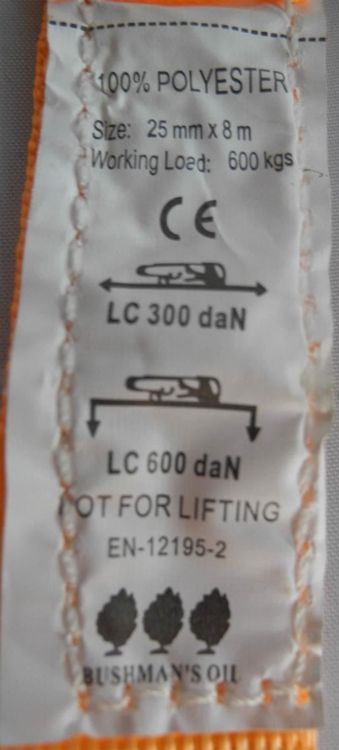 100% POLYESTER
Size: 25 mm x 8 m
Working Load: 600 kgs
CE
LC 300 daN
LC 600 daN
NOT FOR LIFTING
EN-12195-2
BUSHMAN'S OIL